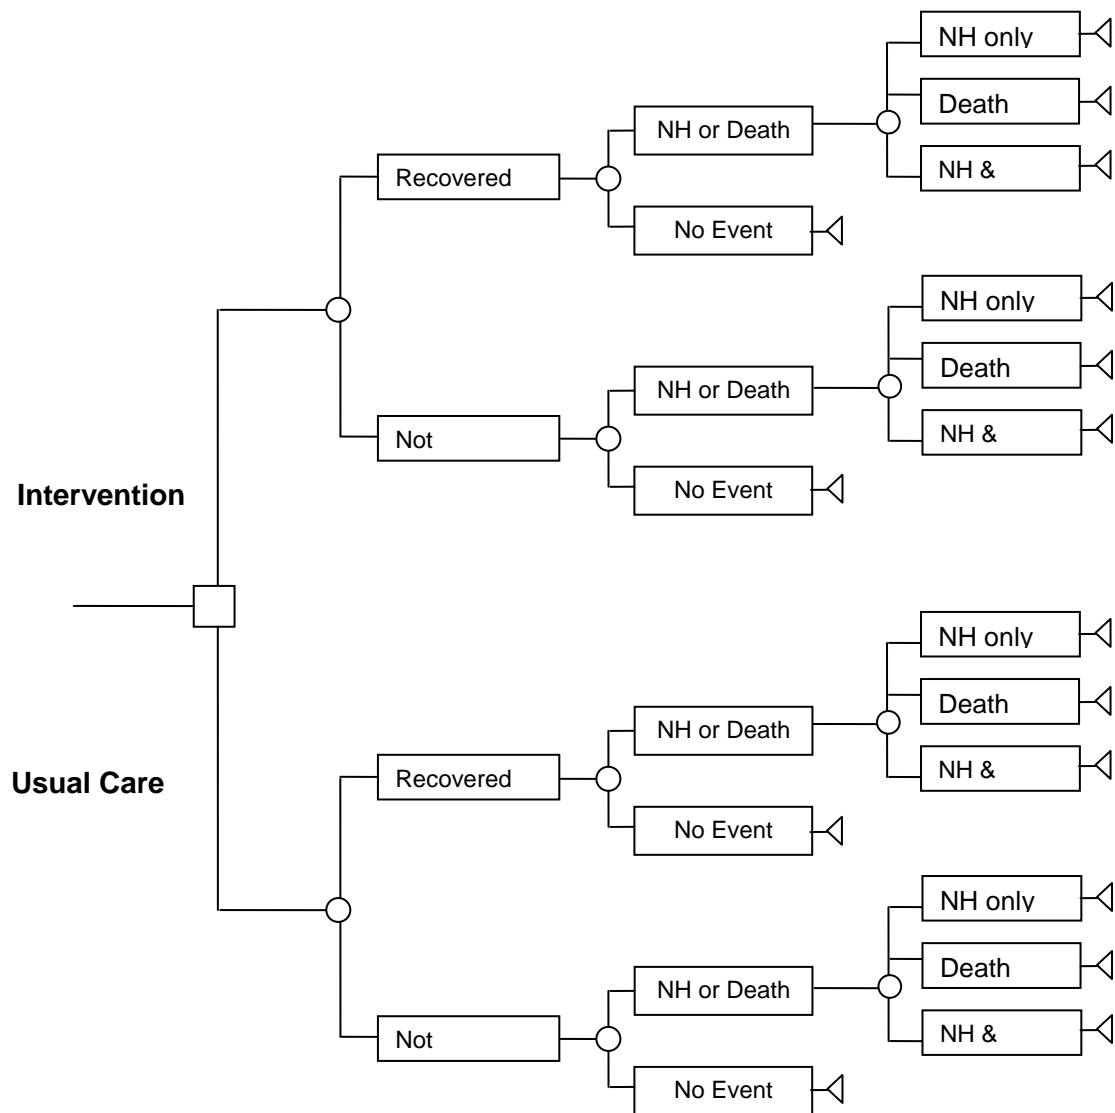 NH only
Death
NH &
NH or Death
Recovered
No Event
NH only
Death
NH &
NH or Death
Not
No Event
Intervention
NH only
Death
NH &
NH or Death
Recovered
No Event
Usual Care
NH only
Death
NH &
NH or Death
Not
No Event